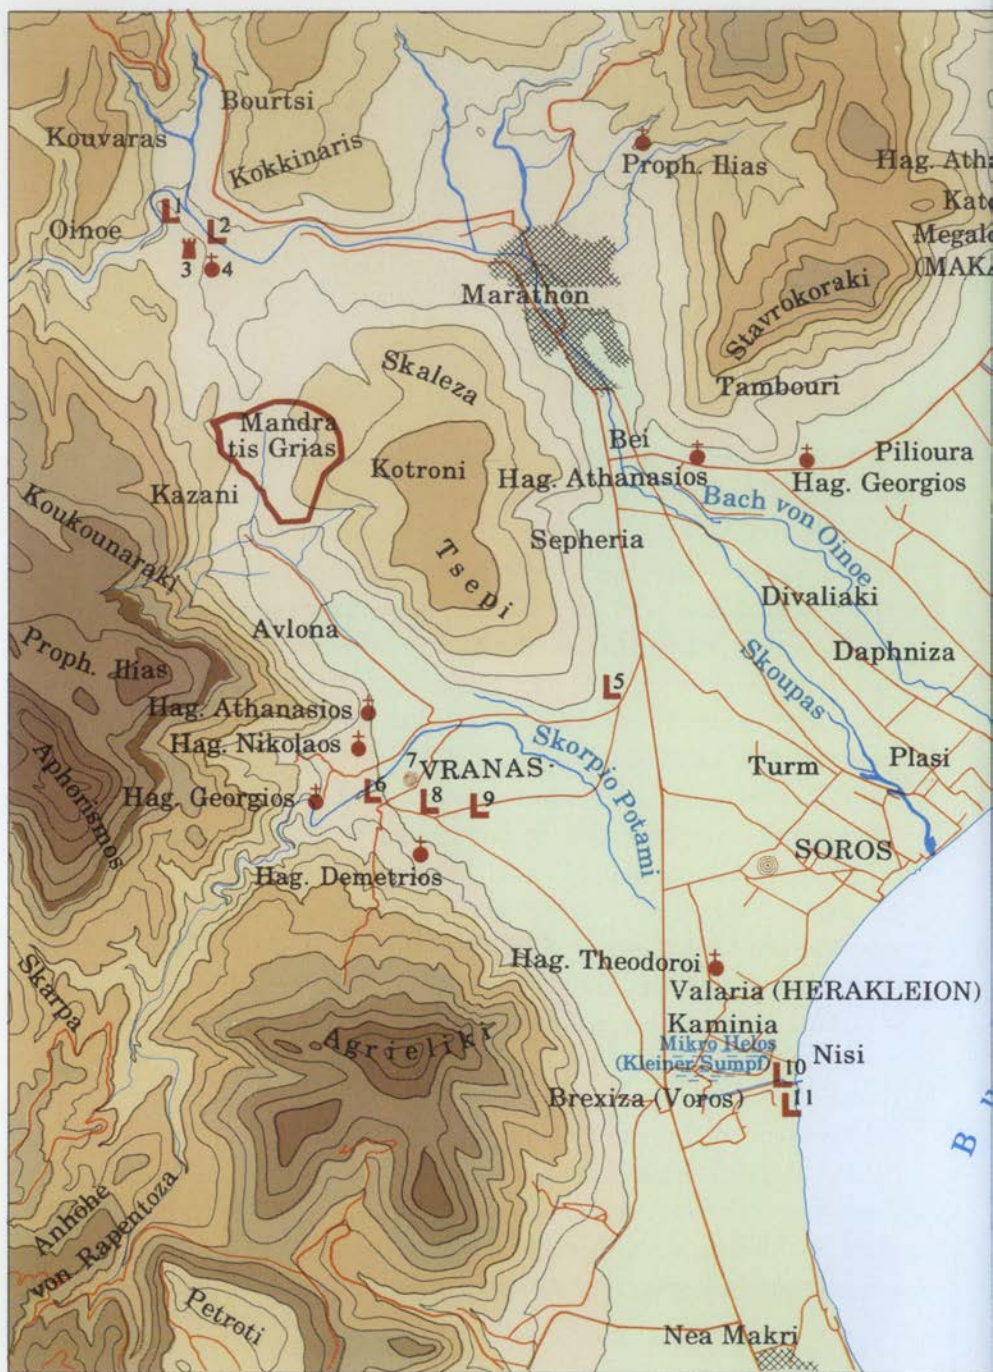 Bourtsi
Kouvaras
Kokkinaris
Proph. Ilias
Hag. Atha
Kato
Oinoe
1
2
3
4
Megalo
(MAKA
Marathon
Stavrokoraki
Skaleza
Tambouri
Mandra
tis Grias
Bei
Pilioura
Kotroni
Hag. Athanasios
Hag. Georgios
Kazani
Bach von Oinoe
Koukounaraki
Sepheria
Tsepi
Divaliaki
Avlona
Daphniza
Proph. Ilias
Skoupas
5
Hag. Athanasios
Hag. Nikolaos
Skorpio Potami
Plasi
Aphorismos
7
VRANAS
Turm
Hag. Georgios
6
8
9
SOROS
Hag. Demetrios
Hag. Theodoroi
Skarpa
Valaria (HERAKLEION)
Kaminia
Agrieliki
Mikro Helos
(Kleiner Sumpf)
Nisi
10
Brexiza (Voros)
11
B
Anhöhe
von Rapentoza
Petroti
Nea Makri